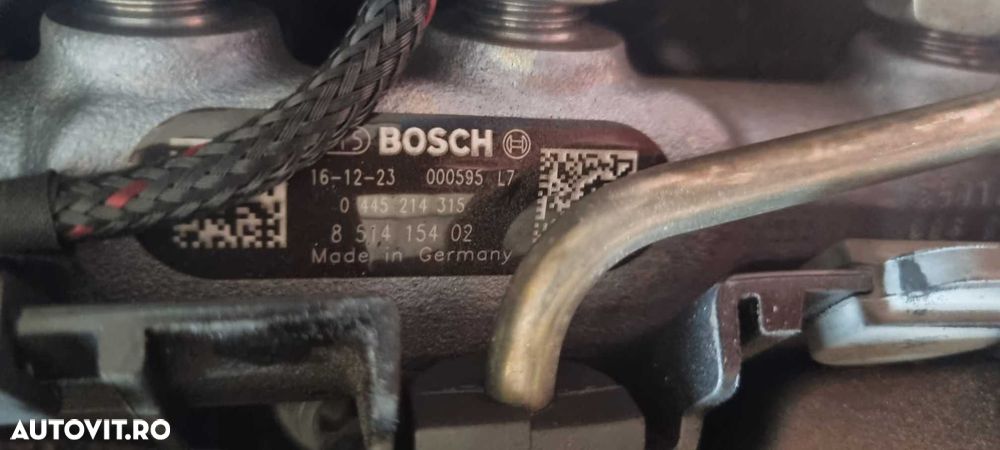 BOSCH
16-12-23 000595 L7
0 445 214 315
8 514 154 02
Made in Germany
AUTOVIT.RO